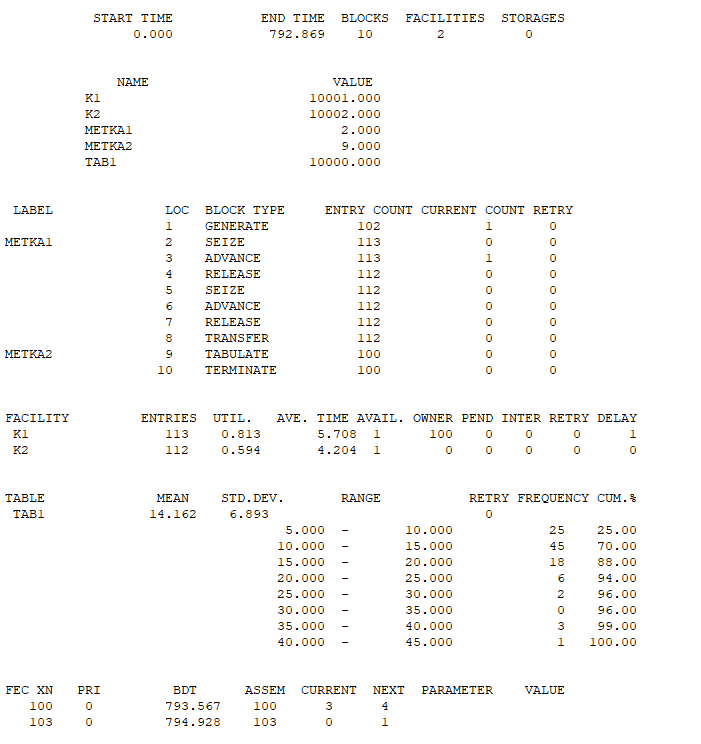 START TIME END TIME BLOCKS FACILITIES STORAGES
0.000 792.869 10 2 0
NAME VALUE
K1 10001.000
K2 10002.000
METKA1 2.000
METKA2 9.000
TAB1 10000.000
LABEL LOC BLOCK TYPE ENTRY COUNT CURRENT COUNT RETRY
1 GENERATE 102 1 0
METKA1 2 SEIZE 113 0 0
3 ADVANCE 113 1 0
4 RELEASE 112 0 0
5 SEIZE 112 0 0
6 ADVANCE 112 0 0
7 RELEASE 112 0 0
8 TRANSFER 112 0 0
METKA2 9 TABULATE 100 0 0
10 TERMINATE 100 0 0
FACILITY ENTRIES UTIL. AVE. TIME AVAIL. OWNER PEND INTER RETRY DELAY
K1 113 0.813 5.708 1 100 0 0 0 1
K2 112 0.594 4.204 1 0 0 0 0 0
TABLE MEAN STD.DEV. RANGE RETRY FREQUENCY CUM.%
TAB1 14.162 6.893 0
5.000 - 10.000 25 25.00
10.000 - 15.000 45 70.00
15.000 - 20.000 18 88.00
20.000 - 25.000 6 94.00
25.000 - 30.000 2 96.00
30.000 - 35.000 0 96.00
35.000 - 40.000 3 99.00
40.000 - 45.000 1 100.00
FEC XN PRI BDT ASSEM CURRENT NEXT PARAMETER VALUE
100 0 793.567 100 3 4
103 0 794.928 103 0 1